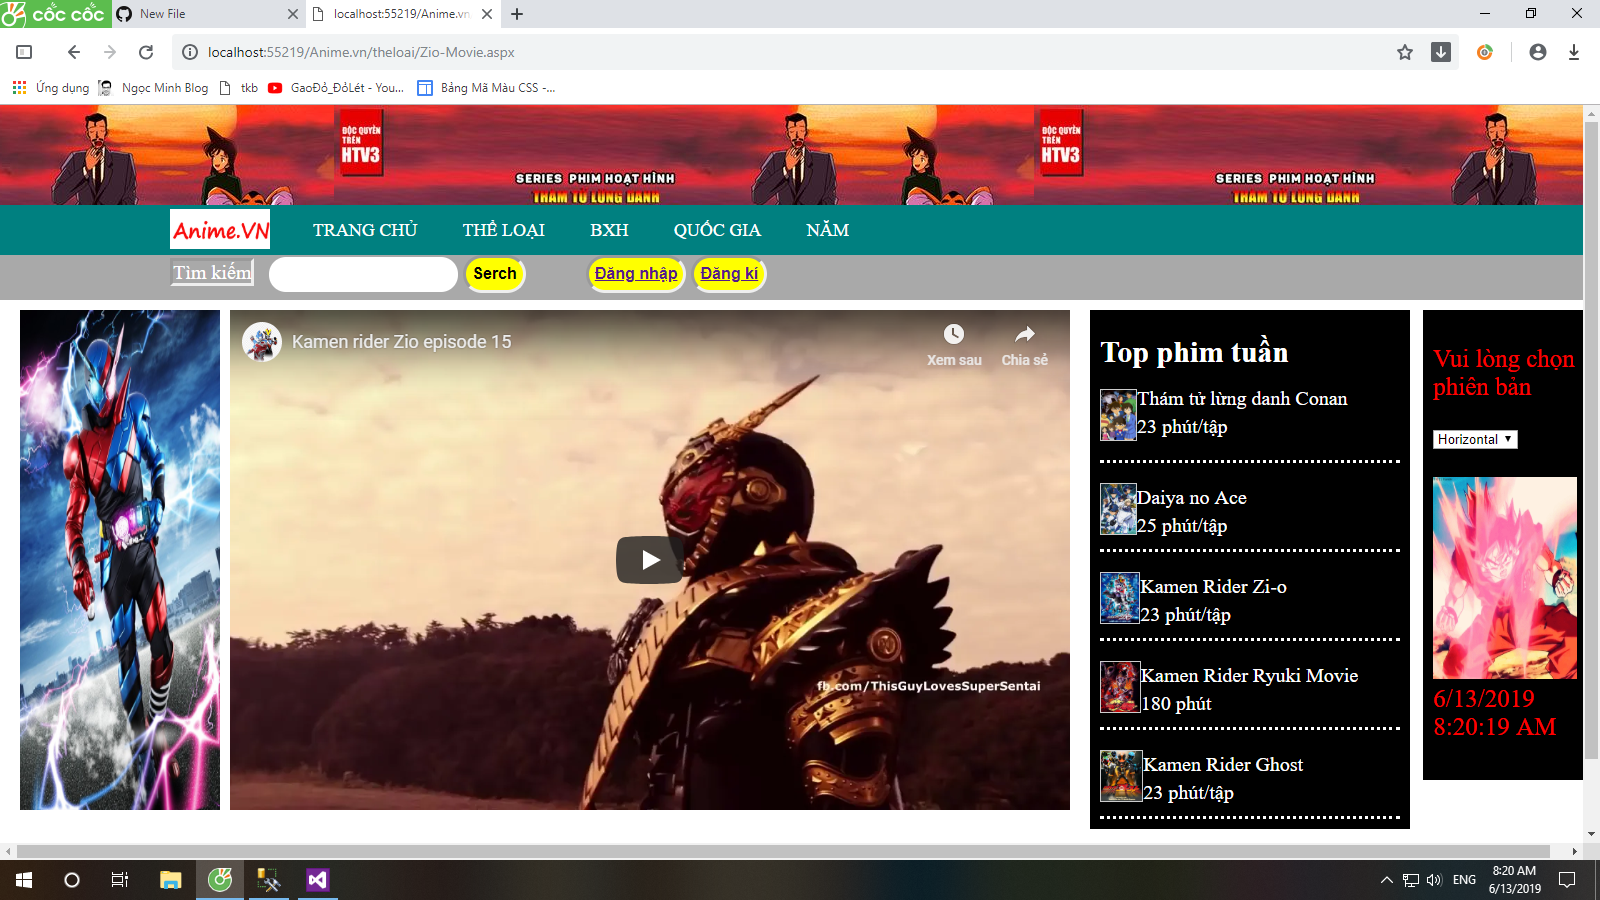 cốc cốc
New File
localhost:55219/Anime.vn
localhost:55219/Anime.vn/theloai/Zio-Movie.aspx
Ứng dụng
Ngọc Minh Blog
tkb
GaoĐỏ_ĐỏLét - You...
Bảng Mã Màu CSS -...
ĐỘC QUYỀN
TRÊN
HTV3
SERIES PHIM HOẠT HÌNH
THÁM TỬ LỪNG DANH
ĐỘC QUYỀN
TRÊN
HTV3
SERIES PHIM HOẠT HÌNH
THÁM TỬ LỪNG DANH
Anime.VN
TRANG CHỦ
THỂ LOẠI
BXH
QUỐC GIA
NĂM
Tìm kiếm
Serch
Đăng nhập
Đăng kí
Kamen rider Zio episode 15
Xem sau
Chia sẻ
fb.com/ThisGuyLovesSuperSentai
Top phim tuần
Thám tử lừng danh Conan
23 phút/tập
Daiya no Ace
25 phút/tập
Kamen Rider Zi-o
23 phút/tập
Kamen Rider Ryuki Movie
180 phút
Kamen Rider Ghost
23 phút/tập
Vui lòng chọn
phiên bản
Horizontal
6/13/2019
8:20:19 AM
ENG
8:20 AM
6/13/2019